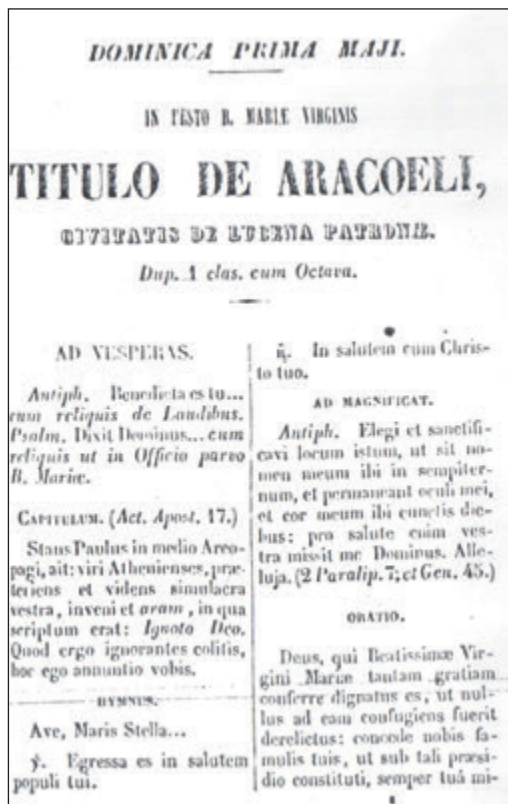 DOMINICA PRIMA MAJI.
IN FESTO B. MARIÆ VIRGINIS
TITULO DE ARACOELI,
CIVITATIS DE LUCENA PATRONÆ.
Dup. 1 clas. cum Octava.
AD VESPERAS.
Antiph. Benedicta es tu...
cum reliquis de Laudibus.
Psalm. Dixit Dominus... cum
reliquis ut in Officio parvo
B. Mariæ.
CAPITULUM. (Act. Apost. 17.)
Stans Paulus in medio Areo-
pagi, ait: viri Athenienses, præ-
teriens et videns simulacra
vestra, inveni et aram, in qua
scriptum erat: Ignoto Deo.
Quod ergo ignorantes colitis,
hoc ego annuntio vobis.
HYMNUS.
Ave, Maris Stella...
℣. Egressa es in salutem
populi tui.
℟. In salutem cum Chris-
to tuo.
AD MAGNIFICAT.
Antiph. Elegi et sanctifi-
cavi locum istum, ut sit no-
men meum ibi in sempiter-
num, et permaneant oculi mei,
et cor meum ibi cunctis die-
bus: pro salute enim ves-
tra missit me Dominus. Alle-
luja. (2 Paralip. 7; et Gen. 45.)
ORATIO.
Deus, qui Beatissimæ Vir-
gini Mariæ tantam gratiam
conferre dignatus es, ut nul-
lus ad eam confugiens fuerit
derelictus: concede nobis fa-
mulis tuis, ut sub tali præsi-
dio constituti, semper tuâ mi-